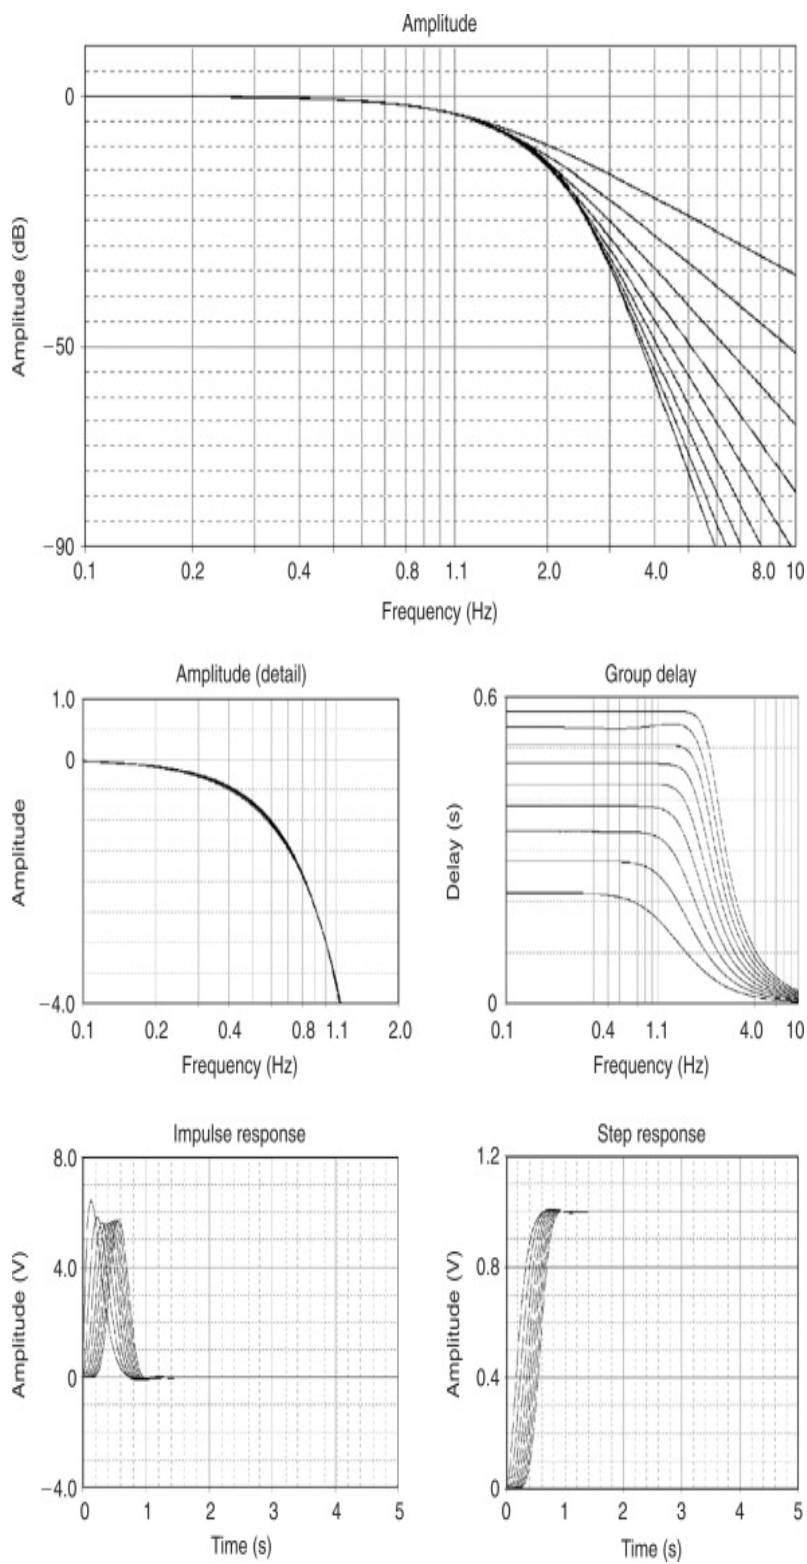 Amplitude
0
−50
−90
Amplitude (dB)
0.1 0.2 0.4 0.8 1.1 2.0 4.0 8.0 10
Frequency (Hz)
Amplitude (detail)
1.0
0
−4.0
Amplitude
0.1 0.2 0.4 0.8 1.1 2.0
Frequency (Hz)
Group delay
0.6
0
Delay (s)
0.1 0.4 1.1 4.0 10
Frequency (Hz)
Impulse response
8.0
4.0
0
−4.0
Amplitude (V)
0 1 2 3 4 5
Time (s)
Step response
1.2
0.8
0.4
0
Amplitude (V)
0 1 2 3 4 5
Time (s)